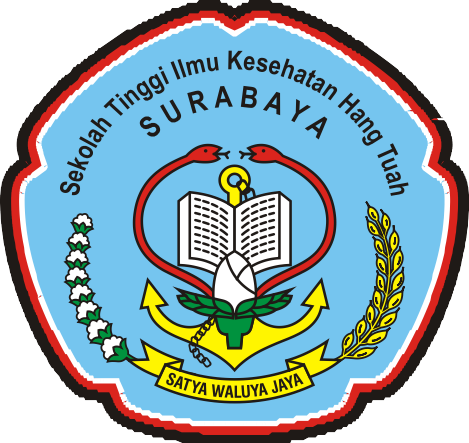 Sekolah Tinggi Ilmu Kesehatan Hang Tuah
SURABAYA
SATYA WALUYA JAYA